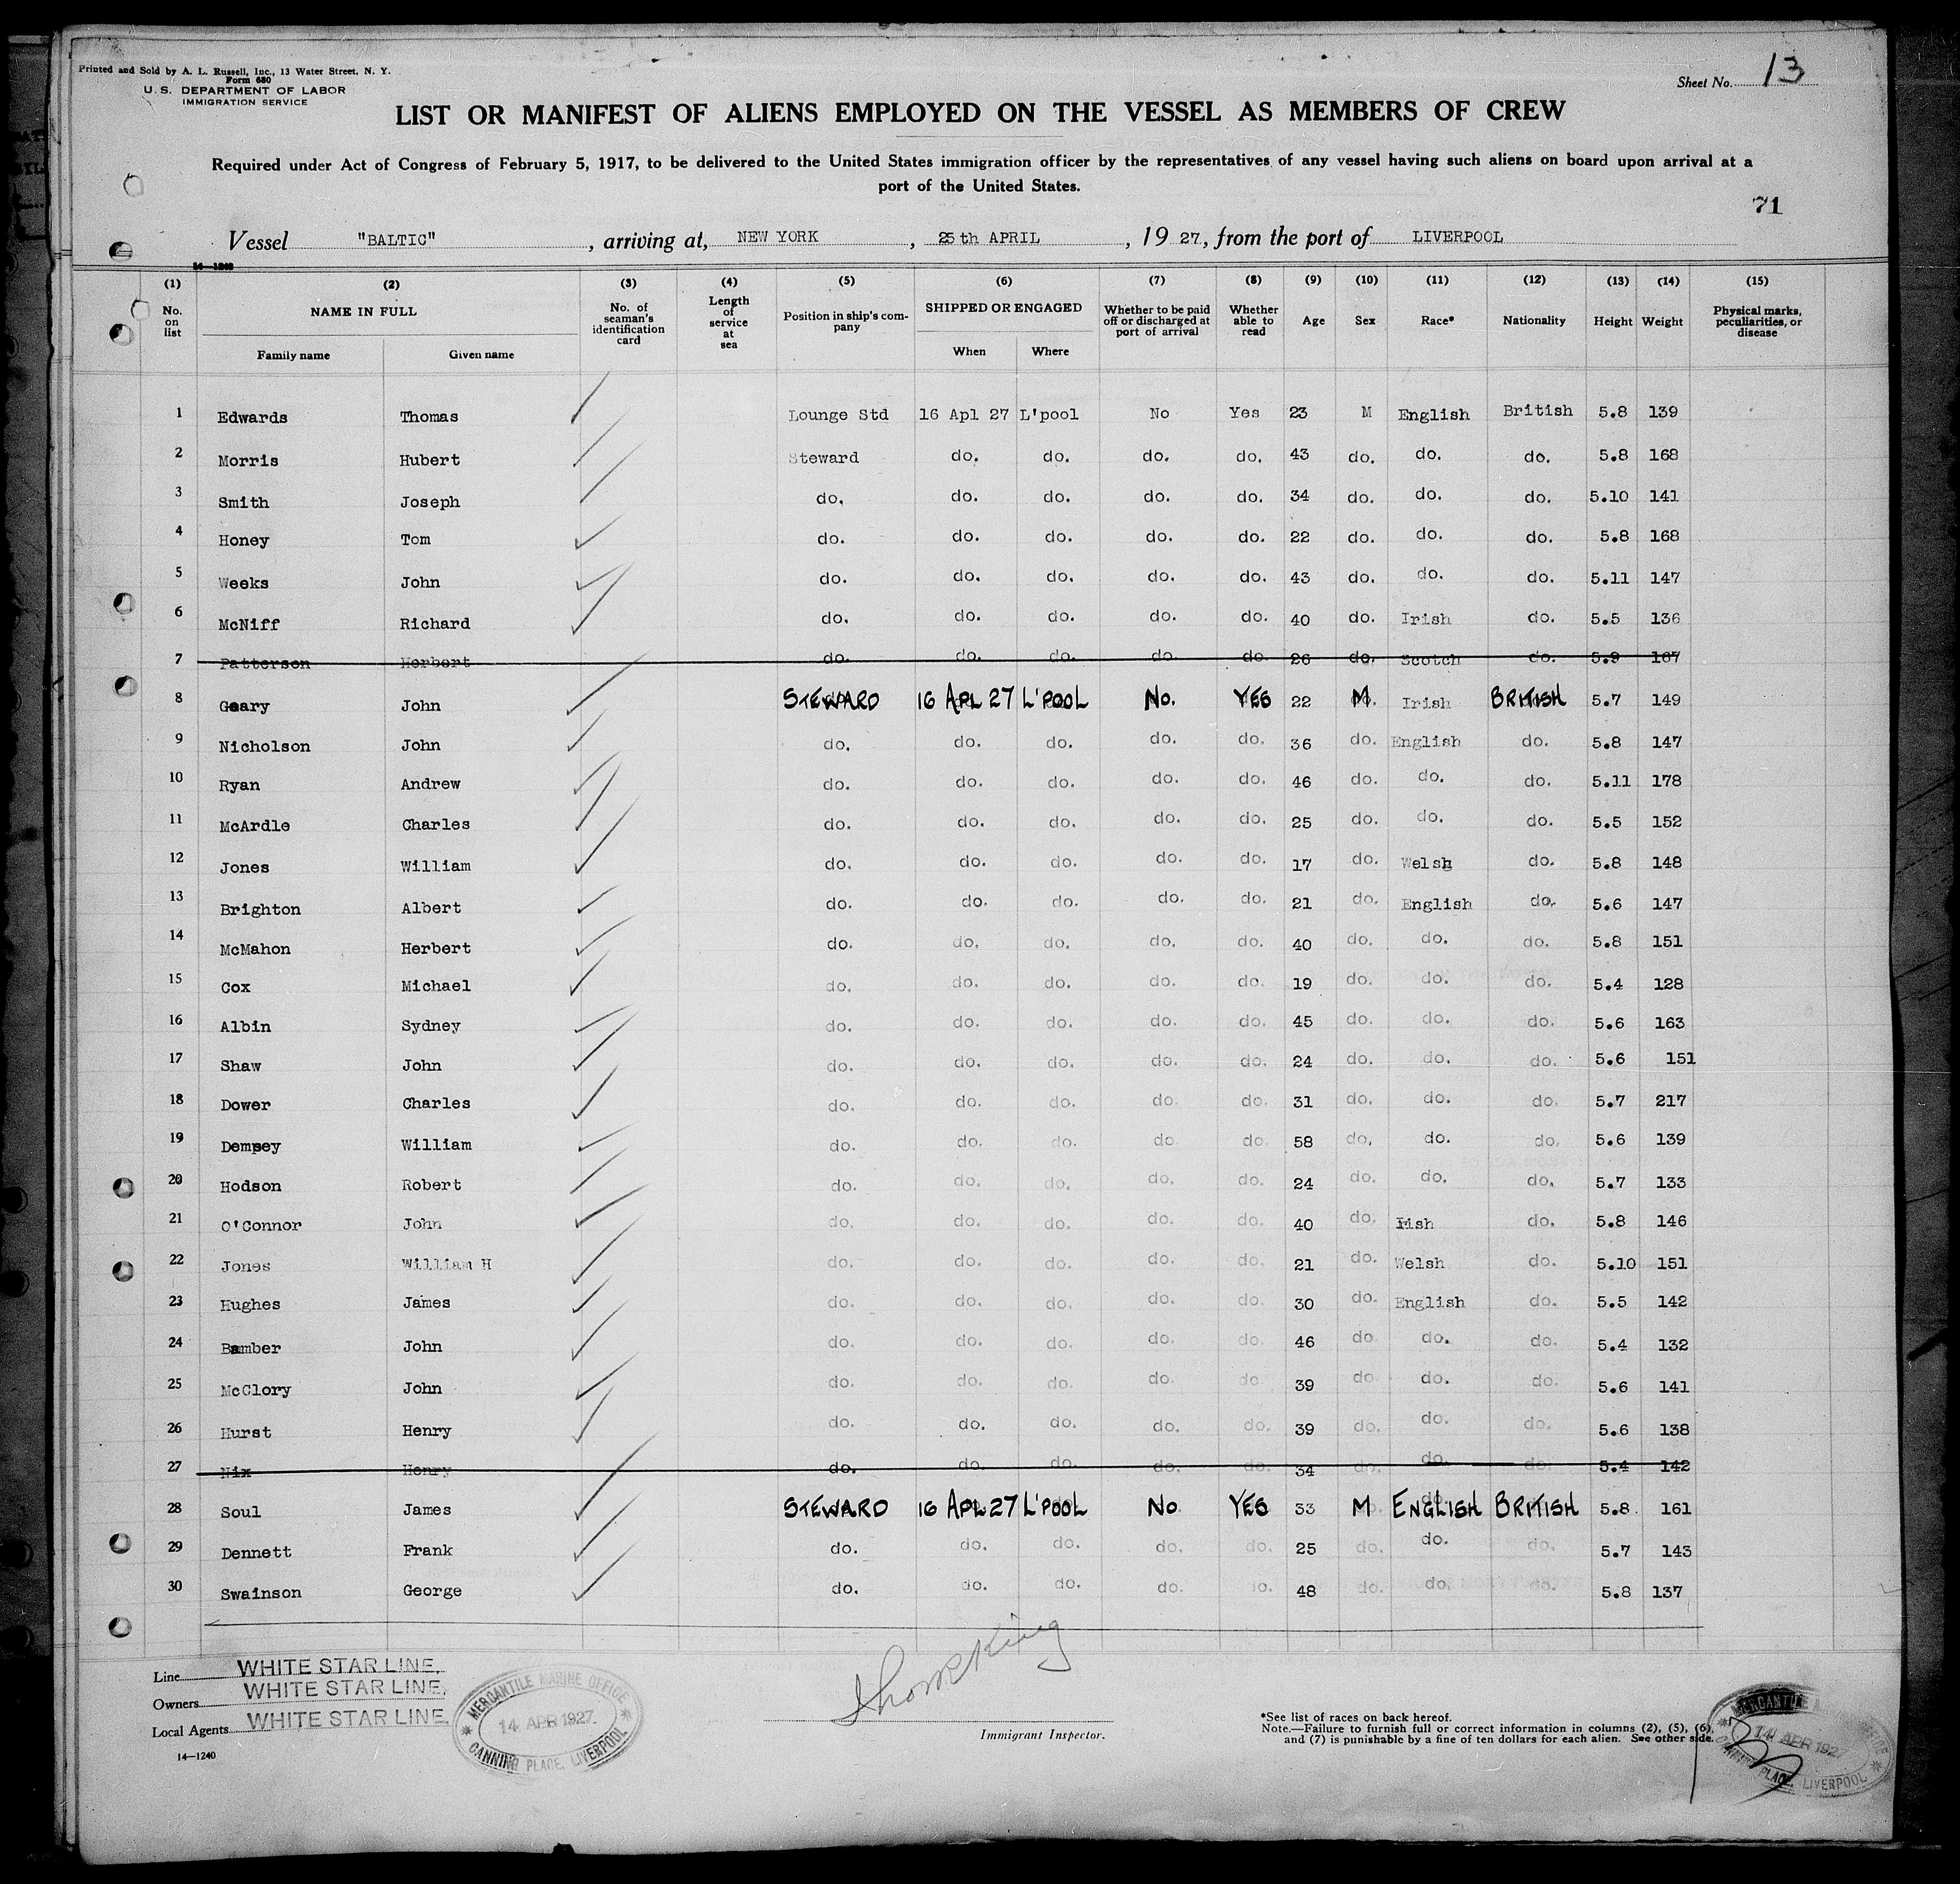 Printed and Sold by A. L. Russell, Inc., 13 Water Street, N. Y.
Form 680
U. S. DEPARTMENT OF LABOR
IMMIGRATION SERVICE
Sheet No. 13
LIST OR MANIFEST OF ALIENS EMPLOYED ON THE VESSEL AS MEMBERS OF CREW
Required under Act of Congress of February 5, 1917, to be delivered to the United States immigration officer by the representatives of any vessel having such aliens on board upon arrival at a
port of the United States.
71
Vessel "BALTIC" , arriving at, NEW YORK , 25th APRIL , 19 27, from the port of LIVERPOOL
14—1240
(1) (2) (3) (4) (5) (6) (7) (8) (9) (10) (11) (12) (13) (14) (15)
No. on list NAME IN FULL Family name Given name No. of seaman's identification card Length of service at sea Position in ship's company SHIPPED OR ENGAGED When Where Whether to be paid off or discharged at port of arrival Whether able to read Age Sex Race* Nationality Height Weight Physical marks, peculiarities, or disease
1 Edwards Thomas Lounge Std 16 Apl 27 L'pool No Yes 23 M English British 5.8 139
2 Morris Hubert Steward do. do. do. do. 43 do. do. do. 5.8 168
3 Smith Joseph do. do. do. do. do. 34 do. do. do. 5.10 141
4 Honey Tom do. do. do. do. do. 22 do. do. do. 5.8 168
5 Weeks John do. do. do. do. do. 43 do. do. do. 5.11 147
6 McNiff Richard do. do. do. do. do. 40 do. Irish do. 5.5 136
7 Patterson Herbert do. do. do. do. do. 26 do. Scotch do. 5.9 167
8 Geary John STEWARD 16 APL 27 L'POOL No. YES 22 M. Irish BRITISH 5.7 149
9 Nicholson John do. do. do. do. do. 36 do. English do. 5.8 147
10 Ryan Andrew do. do. do. do. do. 46 do. do. do. 5.11 178
11 McArdle Charles do. do. do. do. do. 25 do. do. do. 5.5 152
12 Jones William do. do. do. do. do. 17 do. Welsh do. 5.8 148
13 Brighton Albert do. do. do. do. do. 21 do. English do. 5.6 147
14 McMahon Herbert do. do. do. do. do. 40 do. do. do. 5.8 151
15 Cox Michael do. do. do. do. do. 19 do. do. do. 5.4 128
16 Albin Sydney do. do. do. do. do. 45 do. do. do. 5.6 163
17 Shaw John do. do. do. do. do. 24 do. do. do. 5.6 151
18 Dower Charles do. do. do. do. do. 31 do. do. do. 5.7 217
19 Dempsey William do. do. do. do. do. 58 do. do. do. 5.6 139
20 Hodson Robert do. do. do. do. do. 24 do. do. do. 5.7 133
21 O'Connor John do. do. do. do. do. 40 do. Irish do. 5.8 146
22 Jones William H do. do. do. do. do. 21 do. Welsh do. 5.10 151
23 Hughes James do. do. do. do. do. 30 do. English do. 5.5 142
24 Bamber John do. do. do. do. do. 46 do do. do. 5.4 132
25 McClory John do. do. do. do. do. 39 do do. do. 5.6 141
26 Hurst Henry do. do. do. do. do. 39 do. do. do. 5.6 138
27 Nix Henry do. do. do. do. do. 34 do. do. do. 5.4 142
28 Soul James STEWARD 16 APL 27 L'POOL No YES 33 M ENGLISH BRITISH 5.8 161
29 Dennett Frank do. do. do. do. do. 25 do. do. do. 5.7 143
30 Swainson George do. do. do. do. do. 48 do. do. do. 5.8 137
Line WHITE STAR LINE.
Owners WHITE STAR LINE.
Local Agents WHITE STAR LINE.
14—1240
MERCANTILE MARINE OFFICE
14 APR 1927
CANNING PLACE, LIVERPOOL
Immigrant Inspector.
*See list of races on back hereof.
Note.—Failure to furnish full or correct information in columns (2), (5), (6),
and (7) is punishable by a fine of ten dollars for each alien. See other side.
MERCANTILE
14 APR 1927
PLACE, LIVERPOOL